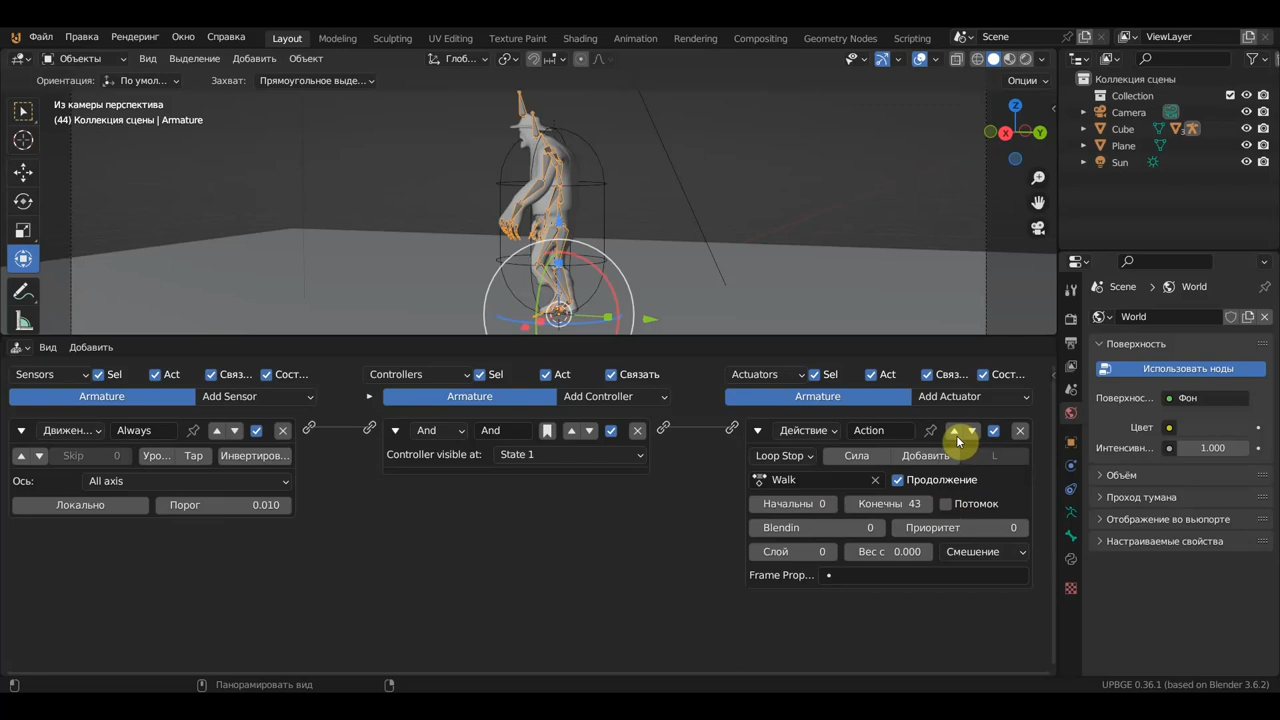 Файл Правка Рендеринг Окно Справка Layout Modeling Sculpting UV Editing Texture Paint Shading Animation Rendering Compositing Geometry Nodes Scripting Scene ViewLayer
Объекты Вид Выделение Добавить Объект Глоб...
Ориентация: По умол... Захват: Прямоугольное выде... Опции
Из камеры перспектива
(44) Коллекция сцены | Armature
Z
X
Y
Коллекция сцены
Collection
Camera
Cube 3
Plane
Sun
Вид Добавить
Sensors Sel Act Связ... Сост...
Armature Add Sensor
Движен... Always
Skip 0 Уро... Tap Инвертиров...
Ось: All axis
Локально Порог 0.010
Controllers Sel Act Связать
Armature Add Controller
And And
Controller visible at: State 1
Actuators Sel Act Связ... Сост...
Armature Add Actuator
Действие Action
Loop Stop Сила Добавить L
Walk Продолжение
Начальны 0 Конечны 43 Потомок
Blendin 0 Приоритет 0
Слой 0 Вес с 0.000 Смешение
Frame Prop...
Scene World
World
Поверхность
Использовать ноды
Поверхнос... Фон
Цвет
Интенсивн... 1.000
Объём
Проход тумана
Отображение во вьюпорте
Настраиваемые свойства
Панорамировать вид
UPBGE 0.36.1 (based on Blender 3.6.2)